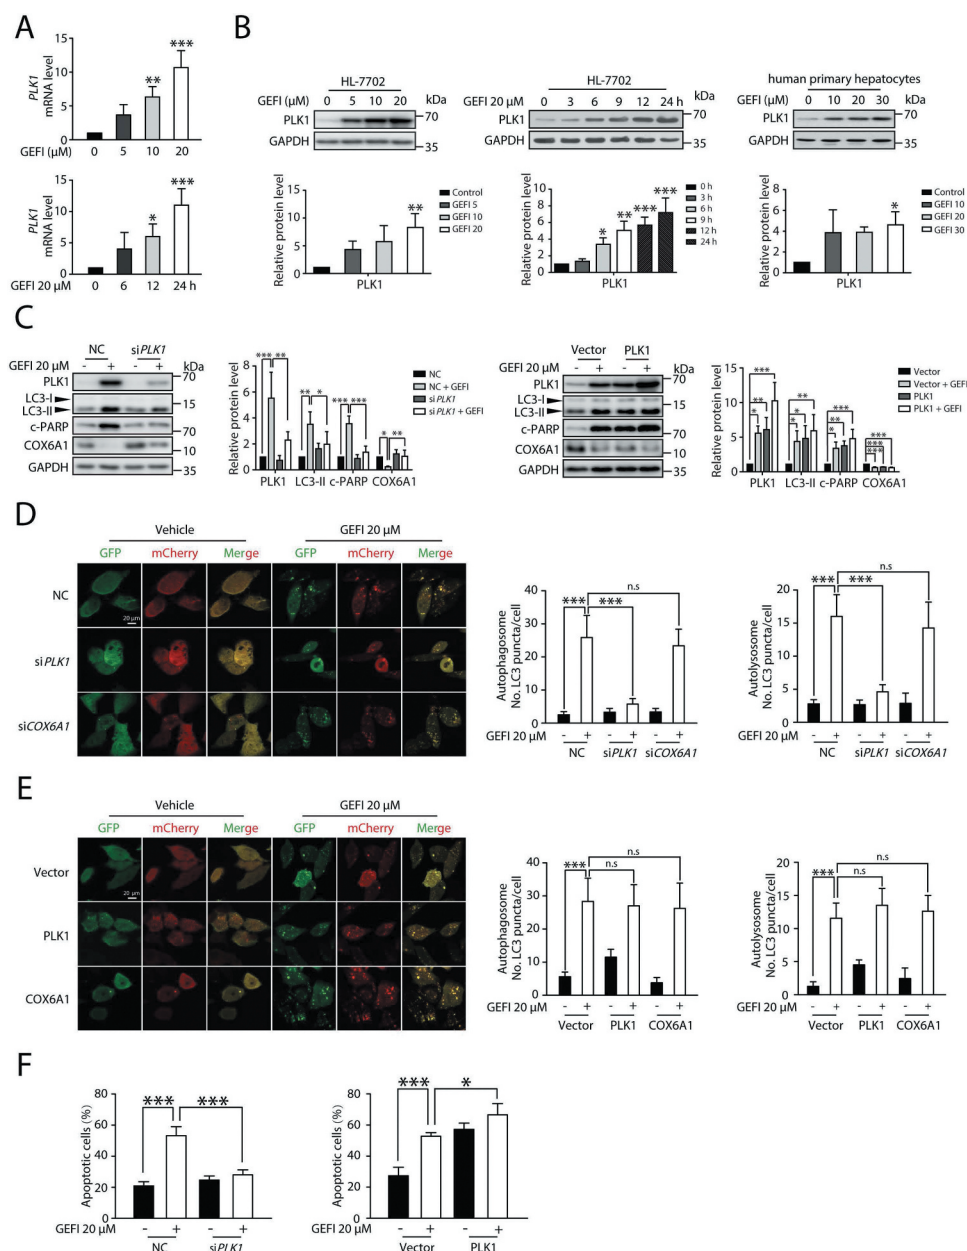 A
PLK1
mRNA level
15
10
5
0
**
***
0 5 10 20
GEFI (μM)
PLK1
mRNA level
15
10
5
0
*
***
0 6 12 24 h
GEFI 20 μM
B
HL-7702
GEFI (μM) 0 5 10 20 kDa
PLK1 70
GAPDH 35
Relative protein level
15
10
5
0
**
PLK1
Control
GEFI 5
GEFI 10
GEFI 20
HL-7702
GEFI 20 μM 0 3 6 9 12 24 h kDa
PLK1 70
GAPDH 35
Relative protein level
10
8
6
4
2
0
* ** *** ***
PLK1
0 h
3 h
6 h
9 h
12 h
24 h
human primary hepatocytes
GEFI (μM) 0 10 20 30 kDa
PLK1 70
GAPDH 35
Relative protein level
15
10
5
0
*
PLK1
Control
GEFI 10
GEFI 20
GEFI 30
C
NC siPLK1
GEFI 20 μM - + - + kDa
PLK1 70
LC3-I
LC3-II 15
c-PARP 70
COX6A1 15
GAPDH 35
Relative protein level
8
6
4
2
0
*** **
** *
*** ***
* **
PLK1 LC3-II c-PARP COX6A1
NC
NC + GEFI
siPLK1
siPLK1 + GEFI
Vector PLK1
GEFI 20 μM - + - + kDa
PLK1 70
LC3-I
LC3-II 15
c-PARP 70
COX6A1 15
GAPDH 35
Relative protein level
15
10
5
0
***
**
*
**
*
*
***
**
*
***
***
***
PLK1 LC3-II c-PARP COX6A1
Vector
Vector + GEFI
PLK1
PLK1 + GEFI
D
Vehicle GEFI 20 μM
GFP mCherry Merge GFP mCherry Merge
NC
20 μm
siPLK1
siCOX6A1
Autophagosome
No. LC3 puncta/cell
40
30
20
10
0
n.s
*** ***
GEFI 20 μM - + - + - +
NC siPLK1 siCOX6A1
Autolysosome
No. LC3 puncta/cell
20
15
10
5
0
n.s
*** ***
GEFI 20 μM - + - + - +
NC siPLK1 siCOX6A1
E
Vehicle GEFI 20 μM
GFP mCherry Merge GFP mCherry Merge
Vector
20 μm
PLK1
COX6A1
Autophagosome
No. LC3 puncta/cell
40
30
20
10
0
n.s
*** n.s
GEFI 20 μM - + - + - +
Vector PLK1 COX6A1
Autolysosome
No. LC3 puncta/cell
20
15
10
5
0
n.s
*** n.s
GEFI 20 μM - + - + - +
Vector PLK1 COX6A1
F
Apoptotic cells (%)
80
60
40
20
0
*** ***
GEFI 20 μM - + - +
NC siPLK1
Apoptotic cells (%)
80
60
40
20
0
*** *
GEFI 20 μM - + - +
Vector PLK1